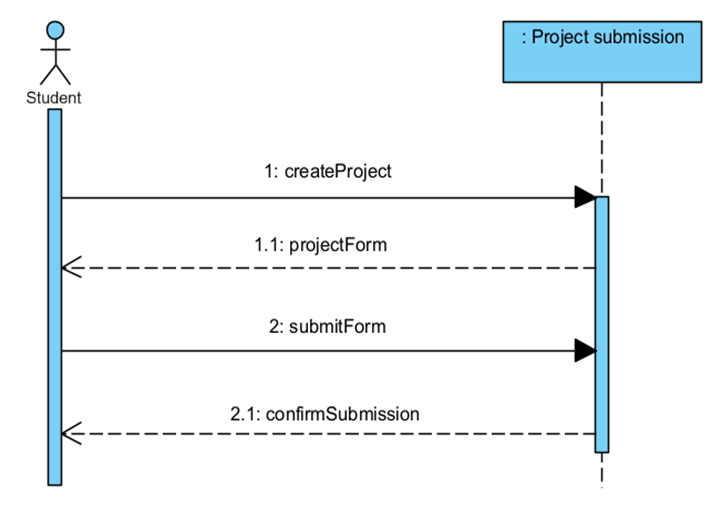 : Project submission
Student
1: createProject
1.1: projectForm
2: submitForm
2.1: confirmSubmission